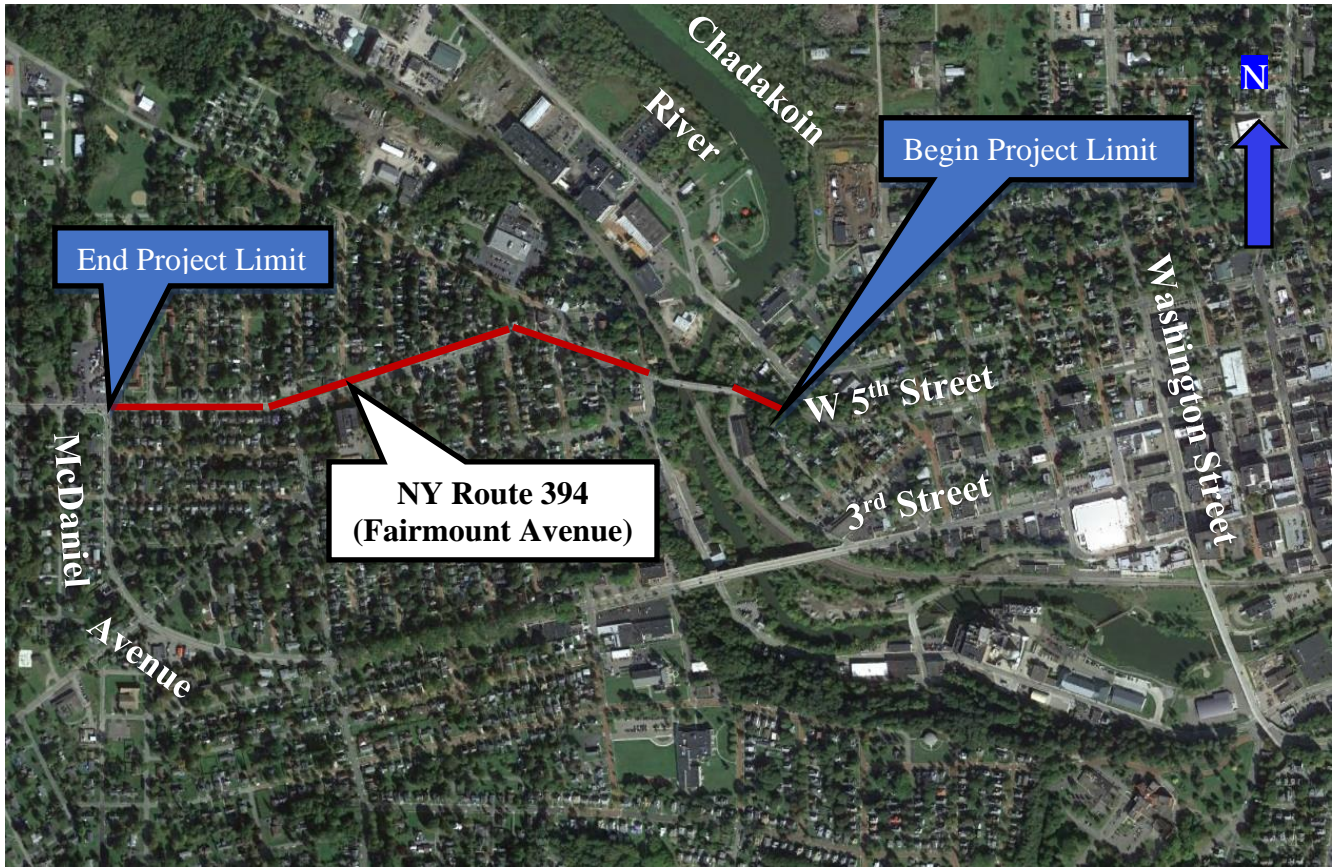 Chadakoin
River
N
Begin Project Limit
End Project Limit
Washington Street
W 5th Street
3rd Street
NY Route 394
(Fairmount Avenue)
McDaniel
Avenue